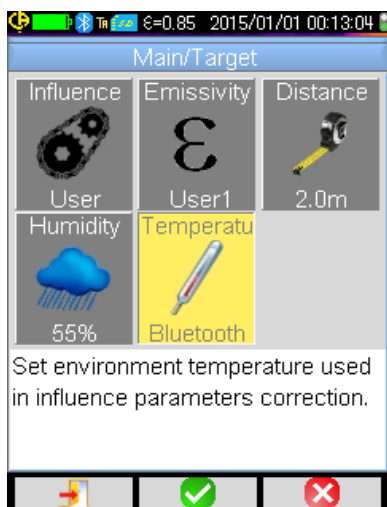 ε=0.85 2015/01/01 00:13:04
Main/Target
Influence Emissivity Distance
ε
User User1 2.0m
Humidity Temperatu
55% Bluetooth
Set environment temperature used
in influence parameters correction.